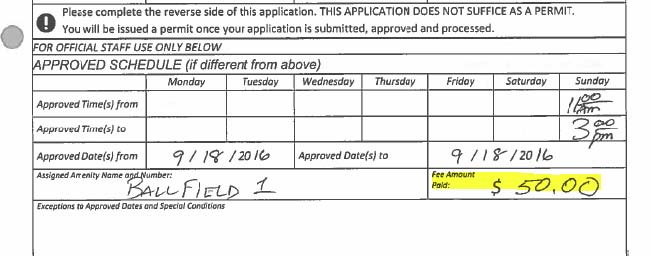 Please complete the reverse side of this application. THIS APPLICATION DOES NOT SUFFICE AS A PERMIT.
You will be issued a permit once your application is submitted, approved and processed.
FOR OFFICIAL STAFF USE ONLY BELOW
APPROVED SCHEDULE (if different from above)
Monday Tuesday Wednesday Thursday Friday Saturday Sunday
Approved Time(s) from 11:00 Am
Approved Time(s) to 3:00 pm
Approved Date(s) from 9/18/2016 Approved Date(s) to 9/18/2016
Assigned Amenity Name and Number: Fee Amount
BALLFIELD 1 Paid: $ 50.00
Exceptions to Approved Dates and Special Conditions